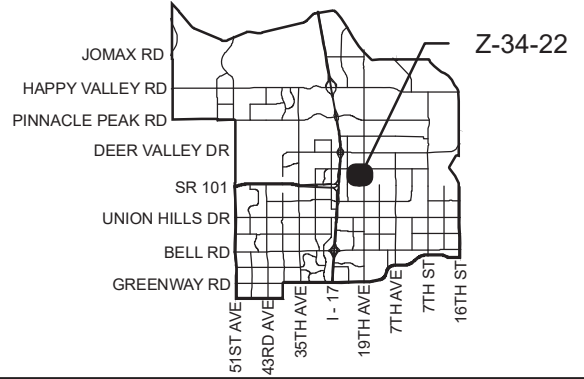 Z-34-22
JOMAX RD
HAPPY VALLEY RD
PINNACLE PEAK RD
DEER VALLEY DR
SR 101
UNION HILLS DR
BELL RD
GREENWAY RD
51ST AVE
43RD AVE
35TH AVE
I - 17
19TH AVE
7TH AVE
7TH ST
16TH ST